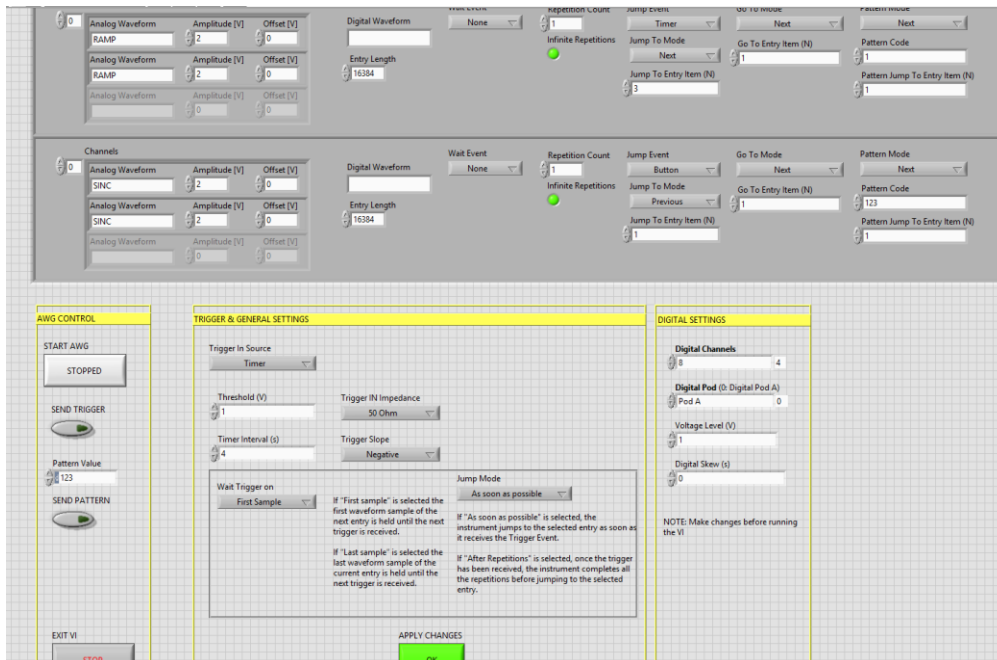 Wait Event Repetition Count Jump Event Go To Mode Pattern Mode
0 Analog Waveform Amplitude [V] Offset [V] Digital Waveform None 1 Timer Next Next
RAMP 2 0
Infinite Repetitions Jump To Mode Go To Entry Item (N) Pattern Code
Analog Waveform Amplitude [V] Offset [V] Entry Length Next 1 1
RAMP 2 0 16384
Jump To Entry Item (N) Pattern Jump To Entry Item (N)
Analog Waveform Amplitude [V] Offset [V] 3 1
0 0
Channels Wait Event Repetition Count Jump Event Go To Mode Pattern Mode
0 Analog Waveform Amplitude [V] Offset [V] Digital Waveform None 1 Button Next Next
SINC 2 0
Infinite Repetitions Jump To Mode Go To Entry Item (N) Pattern Code
Analog Waveform Amplitude [V] Offset [V] Entry Length Previous 1 123
SINC 2 0 16384
Jump To Entry Item (N) Pattern Jump To Entry Item (N)
Analog Waveform Amplitude [V] Offset [V] 1 1
0 0
AWG CONTROL
START AWG
STOPPED
SEND TRIGGER
Pattern Value
123
SEND PATTERN
EXIT VI
STOP
TRIGGER & GENERAL SETTINGS
Trigger In Source
Timer
Threshold (V) Trigger IN Impedance
1 50 Ohm
Timer Interval (s) Trigger Slope
4 Negative
Wait Trigger on
First Sample
If "First sample" is selected the
first waveform sample of the
next entry is held until the next
trigger is received.
If "Last sample" is selected the
last waveform sample of the
current entry is held until the
next trigger is received.
Jump Mode
As soon as possible
If "As soon as possible" is selected, the
instrument jumps to the selected entry as soon as
it receives the Trigger Event.
If "After Repetitions" is selected, once the trigger
has been received, the instrument completes all
the repetitions before jumping to the selected
entry.
APPLY CHANGES
OK
DIGITAL SETTINGS
Digital Channels
8 4
Digital Pod (0: Digital Pod A)
Pod A 0
Voltage Level (V)
1
Digital Skew (s)
0
NOTE: Make changes before running
the VI